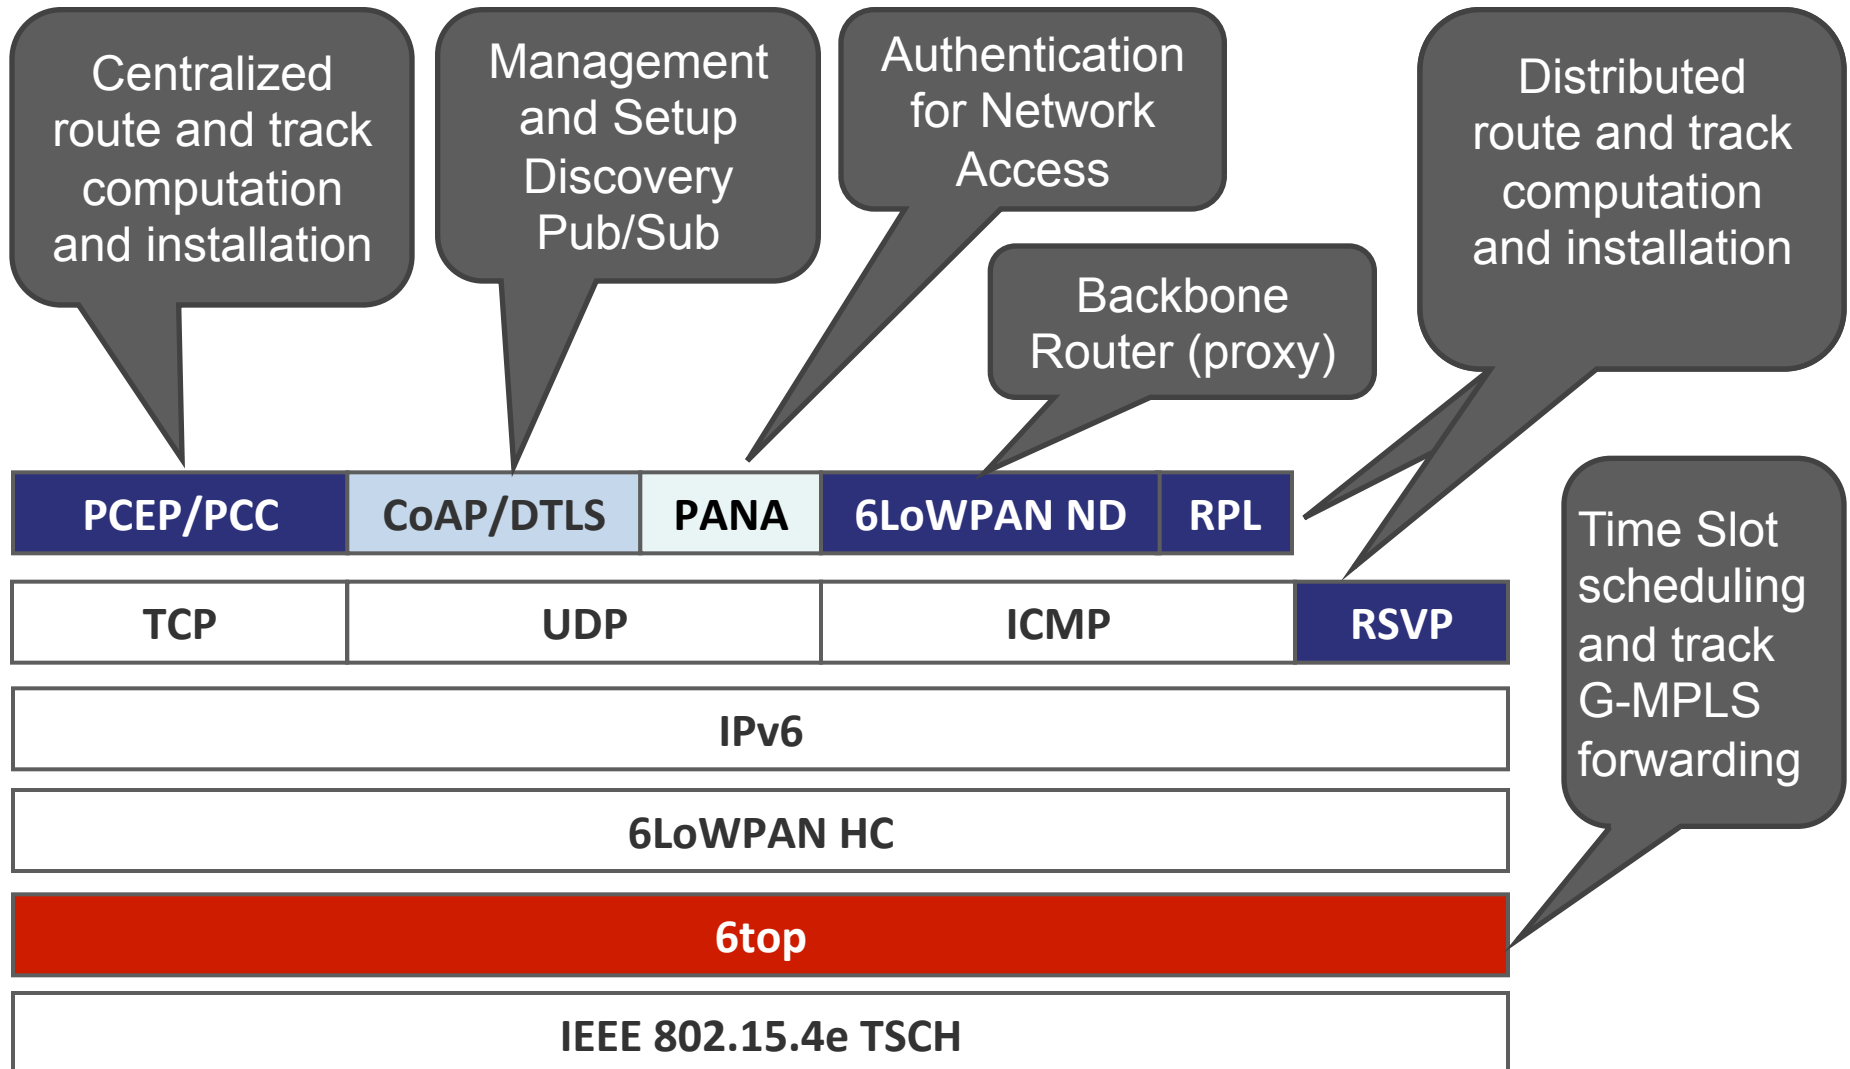 Centralized
route and track
computation
and installation
Management
and Setup
Discovery
Pub/Sub
Authentication
for Network
Access
Backbone
Router (proxy)
Distributed
route and track
computation
and installation
Time Slot
scheduling
and track
G-MPLS
forwarding
PCEP/PCC
CoAP/DTLS
PANA
6LoWPAN ND
RPL
TCP
UDP
ICMP
RSVP
IPv6
6LoWPAN HC
6top
IEEE 802.15.4e TSCH